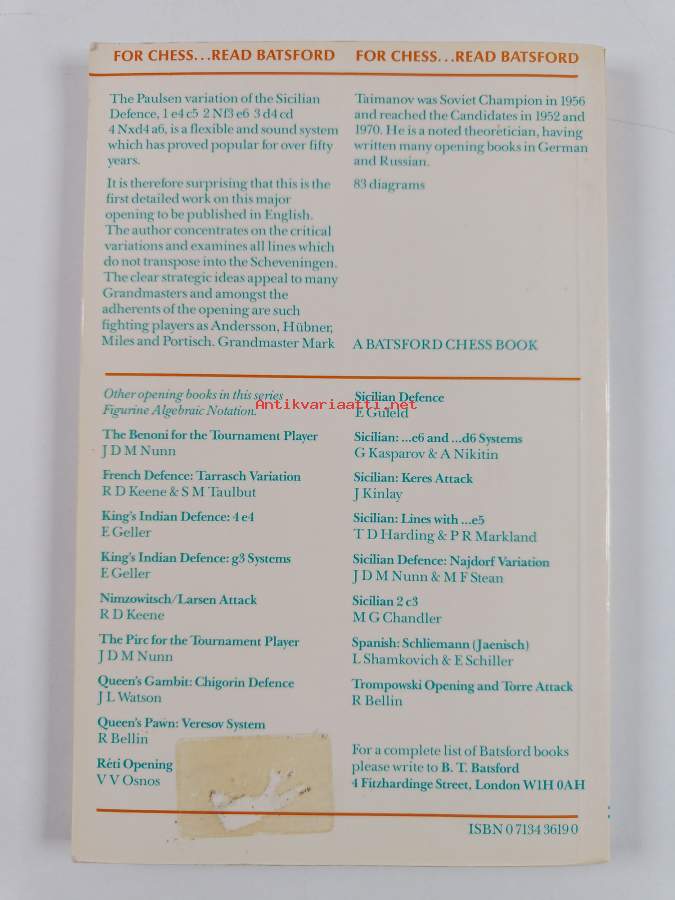 FOR CHESS...READ BATSFORD FOR CHESS...READ BATSFORD
The Paulsen variation of the Sicilian
Defence, 1 e4 c5 2 Nf3 e6 3 d4 cd
4 Nxd4 a6, is a flexible and sound system
which has proved popular for over fifty
years.
It is therefore surprising that this is the
first detailed work on this major
opening to be published in English.
The author concentrates on the critical
variations and examines all lines which
do not transpose into the Scheveningen.
The clear strategic ideas appeal to many
Grandmasters and amongst the
adherents of the opening are such
fighting players as Andersson, Hübner,
Miles and Portisch. Grandmaster Mark
Taimanov was Soviet Champion in 1956
and reached the Candidates in 1952 and
1970. He is a noted theoretician, having
written many opening books in German
and Russian.
83 diagrams
A BATSFORD CHESS BOOK
Other opening books in this series
Figurine Algebraic Notation.
The Benoni for the Tournament Player
J D M Nunn
French Defence: Tarrasch Variation
R D Keene & S M Taulbut
King's Indian Defence: 4 e4
E Geller
King's Indian Defence: g3 Systems
E Geller
Nimzowitsch/Larsen Attack
R D Keene
The Pirc for the Tournament Player
J D M Nunn
Queen's Gambit: Chigorin Defence
J L Watson
Queen's Pawn: Veresov System
R Bellin
Réti Opening
V V Osnos
Sicilian Defence
E Gufeld
Sicilian: ...e6 and ...d6 Systems
G Kasparov & A Nikitin
Sicilian: Keres Attack
J Kinlay
Sicilian: Lines with ...e5
T D Harding & P R Markland
Sicilian Defence: Najdorf Variation
J D M Nunn & M F Stean
Sicilian 2 c3
M G Chandler
Spanish: Schliemann (Jaenisch)
L Shamkovich & E Schiller
Trompowski Opening and Torre Attack
R Bellin
For a complete list of Batsford books
please write to B. T. Batsford
4 Fitzhardinge Street, London W1H 0AH
ISBN 0 7134 3619 0
Antikvariaatti.net